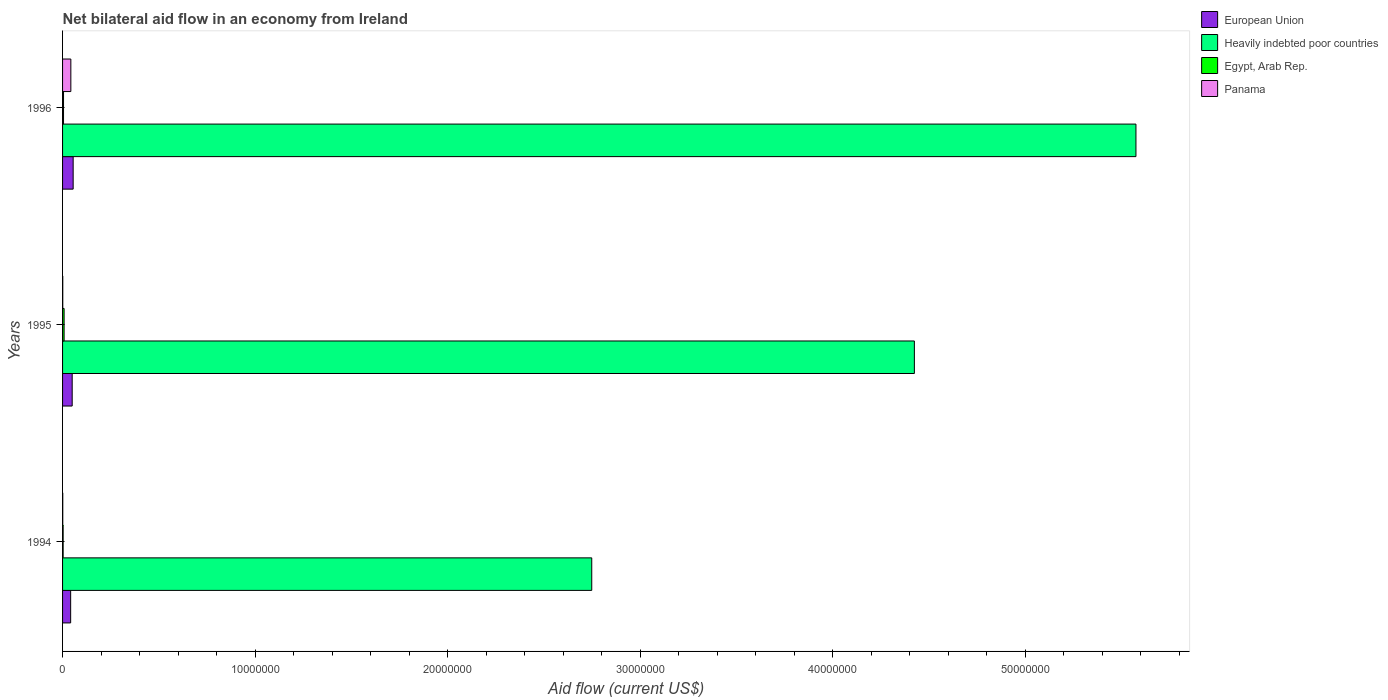 Net bilateral aid flow in an economy from Ireland
European Union
Heavily indebted poor countries
Egypt, Arab Rep.
Panama
Years
1996
1995
1994
0
10000000
20000000
30000000
40000000
50000000
Aid flow (current US$)